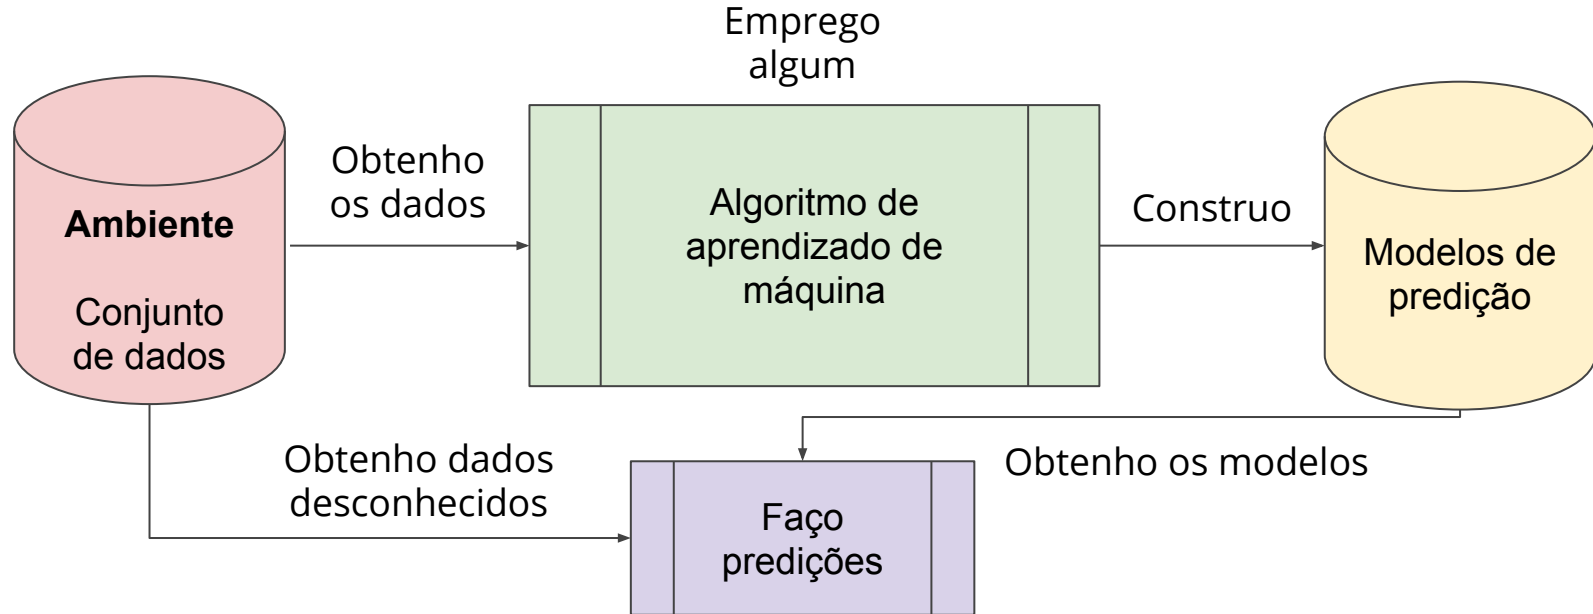 Emprego
algum
Obtenho
os dados
Ambiente
Conjunto
de dados
Algoritmo de
aprendizado de
máquina
Construo
Modelos de
predição
Obtenho dados
desconhecidos
Obtenho os modelos
Faço
predições